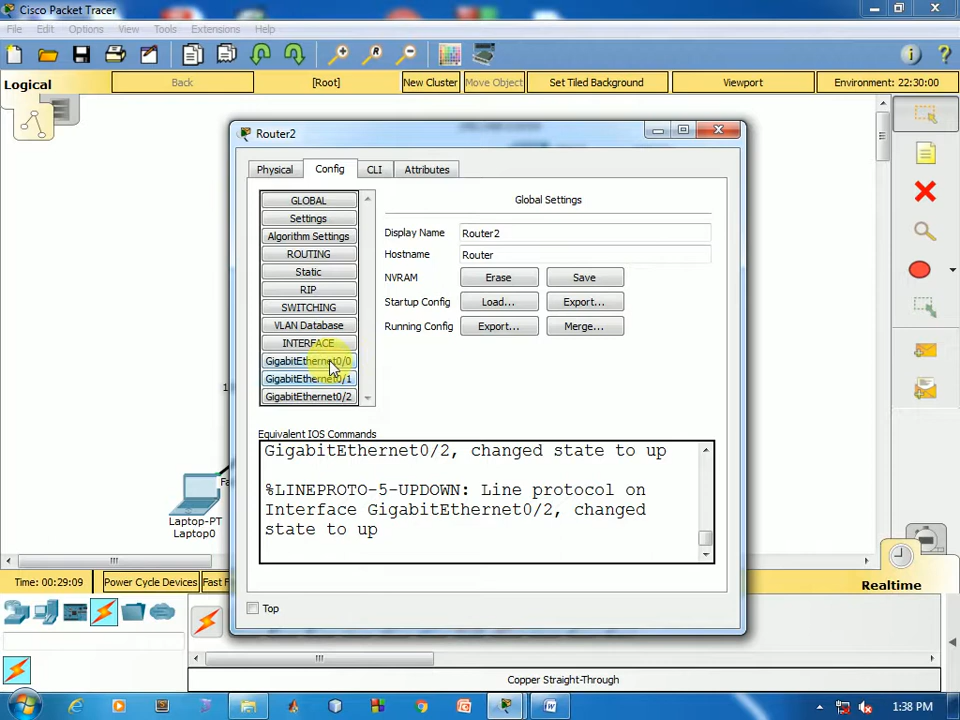 Cisco Packet Tracer
File Edit Options View Tools Extensions Help
Logical Back [Root] New Cluster Move Object Set Tiled Background Viewport Environment: 22:30:00
Router2
Physical Config CLI Attributes
GLOBAL
Settings
Algorithm Settings
ROUTING
Static
RIP
SWITCHING
VLAN Database
INTERFACE
GigabitEthernet0/0
GigabitEthernet0/1
GigabitEthernet0/2
Global Settings
Display Name Router2
Hostname Router
NVRAM Erase Save
Startup Config Load... Export...
Running Config Export... Merge...
Equivalent IOS Commands
GigabitEthernet0/2, changed state to up
%LINEPROTO-5-UPDOWN: Line protocol on
Interface GigabitEthernet0/2, changed
state to up
Top
1
Fa
Laptop-PT
Laptop0
Time: 00:29:09 Power Cycle Devices Fast F
Realtime
Copper Straight-Through
1:38 PM